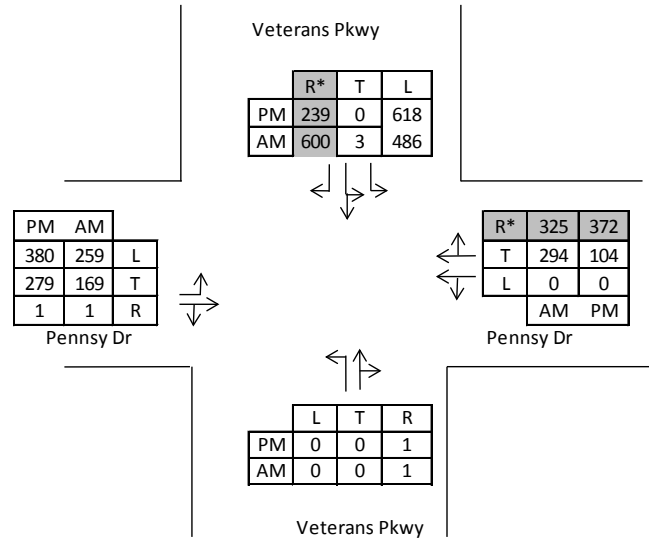 Veterans Pkwy
R* T L
PM 239 0 618
AM 600 3 486
PM AM
380 259 L
279 169 T
1 1 R
Pennsy Dr
R* 325 372
T 294 104
L 0 0
AM PM
Pennsy Dr
L T R
PM 0 0 1
AM 0 0 1
Veterans Pkwy